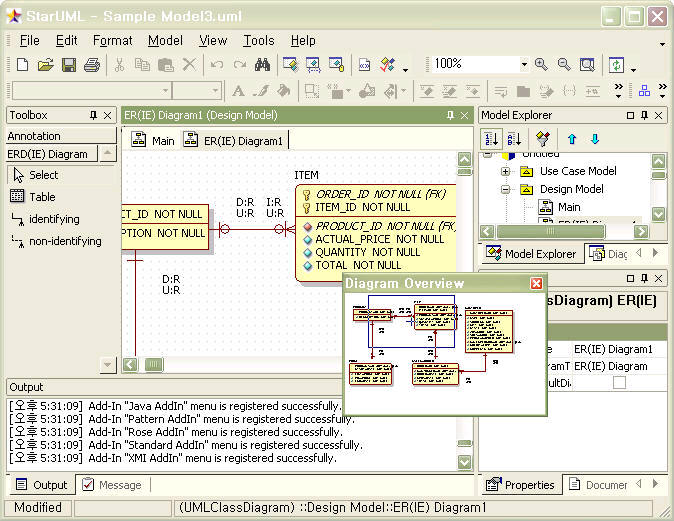 StarUML - Sample Model3.uml
File Edit Format Model View Tools Help
100%
Toolbox
Annotation
ERD(IE) Diagram
Select
Table
identifying
non-identifying
ER(IE) Diagram1 (Design Model)
Main ER(IE) Diagram1
ITEM
ORDER_ID NOT NULL (FK)
ITEM_ID NOT NULL
PRODUCT_ID NOT NULL (FK)
ACTUAL_PRICE NOT NULL
QUANTITY NOT NULL
TOTAL NOT NULL
D:R I:R
U:R U:R
CT_ID NOT NULL
PTION NOT NULL
D:R
U:R
Model Explorer
Untitled
Use Case Model
Design Model
Main
ER(IE) Diagram1
Model Explorer Diag
Diagram Overview
ssDiagram) ER(IE)
e ER(IE) Diagram1
ramT ER(IE) Diagram
ultDia
Properties Documen
Output
[오후 5:31:09] Add-In "Java AddIn" menu is registered successfully.
[오후 5:31:09] Add-In "Pattern AddIn" menu is registered successfully.
[오후 5:31:09] Add-In "Rose AddIn" menu is registered successfully.
[오후 5:31:09] Add-In "Standard AddIn" menu is registered successfully.
[오후 5:31:09] Add-In "XMI AddIn" menu is registered successfully.
Output Message
Modified (UMLClassDiagram) ::Design Model::ER(IE) Diagram1